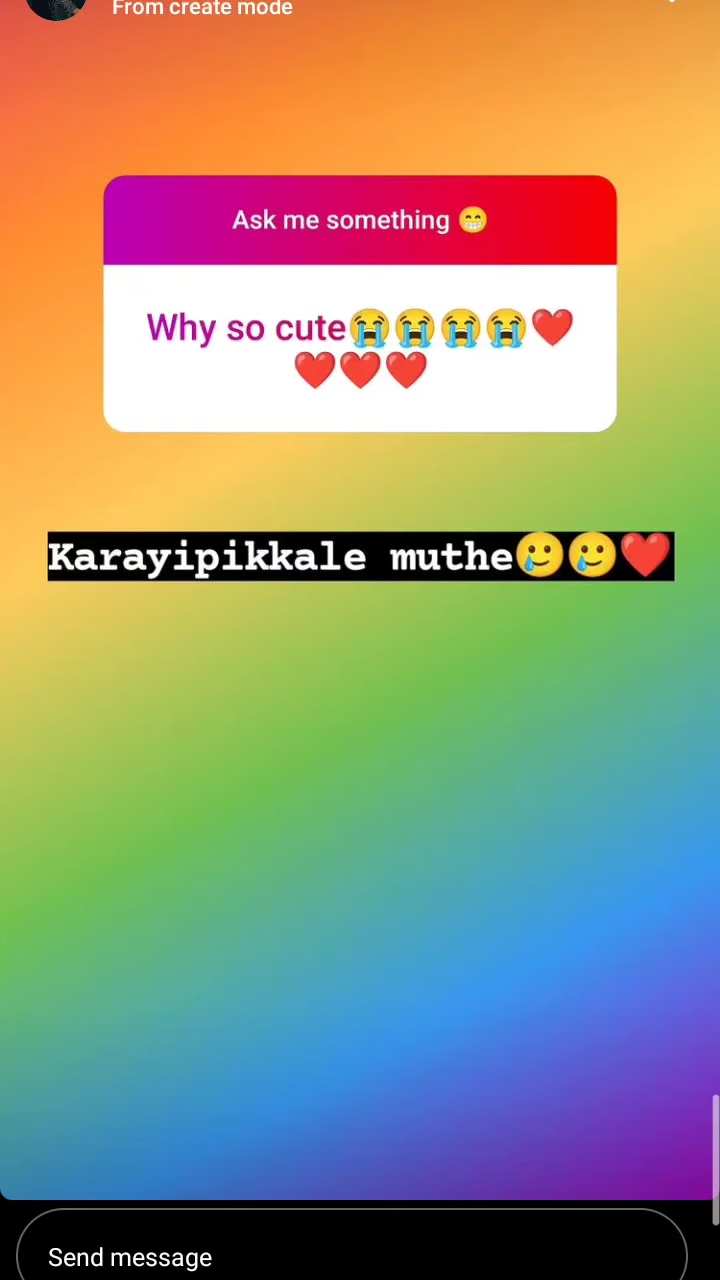 From create mode
Ask me something 😁
Why so cute😭😭😭😭❤️
❤️❤️❤️
Karayipikkale muthe🥲🥲❤️
Send message